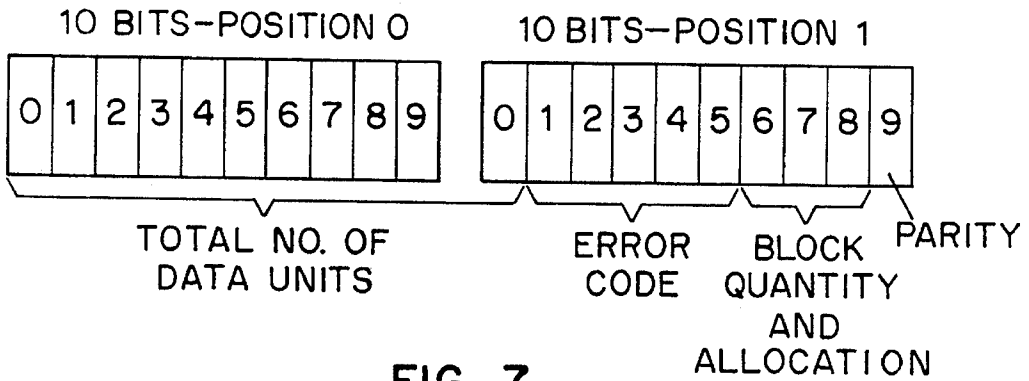 10 BITS-POSITION 0
10 BITS-POSITION 1
0 1 2 3 4 5 6 7 8 9
0 1 2 3 4 5 6 7 8 9
TOTAL NO. OF
DATA UNITS
ERROR
CODE
BLOCK
QUANTITY
AND
ALLOCATION
PARITY
FIG. 7